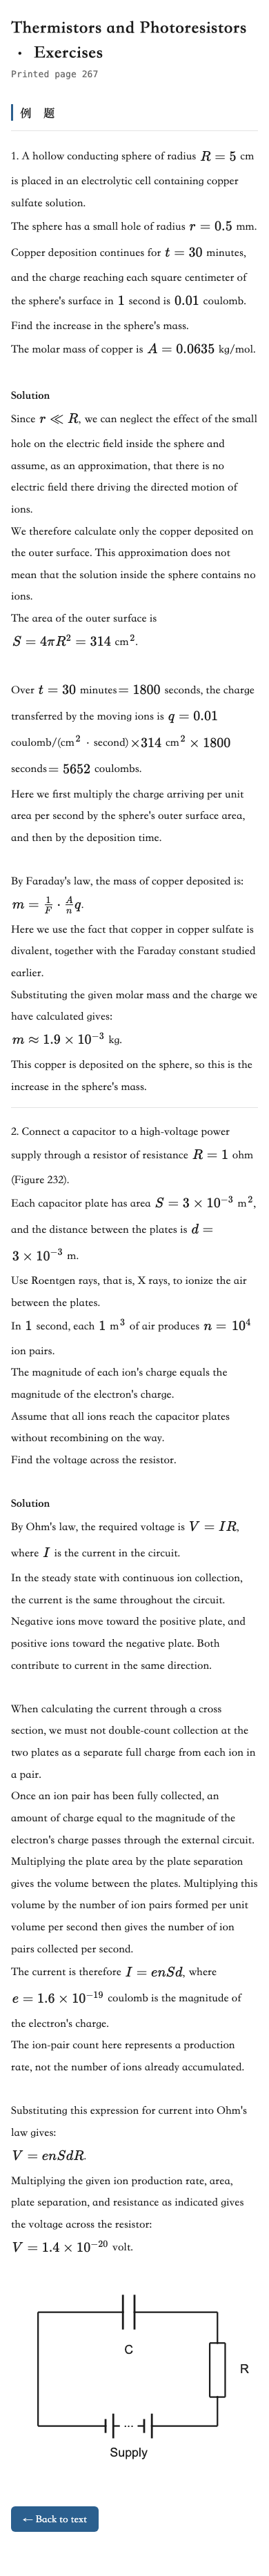 Thermistors and Photoresistors
· Exercises
Printed page 267
例 题
1. A hollow conducting sphere of radius R = 5 cm
is placed in an electrolytic cell containing copper
sulfate solution.
The sphere has a small hole of radius r = 0.5 mm.
Copper deposition continues for t = 30 minutes,
and the charge reaching each square centimeter of
the sphere's surface in 1 second is 0.01 coulomb.
Find the increase in the sphere's mass.
The molar mass of copper is A = 0.0635 kg/mol.
Solution
Since r ≪ R, we can neglect the effect of the small
hole on the electric field inside the sphere and
assume, as an approximation, that there is no
electric field there driving the directed motion of
ions.
We therefore calculate only the copper deposited on
the outer surface. This approximation does not
mean that the solution inside the sphere contains no
ions.
The area of the outer surface is
S = 4πR² = 314 cm².
Over t = 30 minutes = 1800 seconds, the charge
transferred by the moving ions is q = 0.01
coulomb/(cm² · second) × 314 cm² × 1800
seconds = 5652 coulombs.
Here we first multiply the charge arriving per unit
area per second by the sphere's outer surface area,
and then by the deposition time.
By Faraday's law, the mass of copper deposited is:
m = 1/F · A/n q.
Here we use the fact that copper in copper sulfate is
divalent, together with the Faraday constant studied
earlier.
Substituting the given molar mass and the charge we
have calculated gives:
m ≈ 1.9 × 10⁻³ kg.
This copper is deposited on the sphere, so this is the
increase in the sphere's mass.
2. Connect a capacitor to a high-voltage power
supply through a resistor of resistance R = 1 ohm
(Figure 232).
Each capacitor plate has area S = 3 × 10⁻³ m²,
and the distance between the plates is d =
3 × 10⁻³ m.
Use Roentgen rays, that is, X rays, to ionize the air
between the plates.
In 1 second, each 1 m³ of air produces n = 10⁴
ion pairs.
The magnitude of each ion's charge equals the
magnitude of the electron's charge.
Assume that all ions reach the capacitor plates
without recombining on the way.
Find the voltage across the resistor.
Solution
By Ohm's law, the required voltage is V = IR,
where I is the current in the circuit.
In the steady state with continuous ion collection,
the current is the same throughout the circuit.
Negative ions move toward the positive plate, and
positive ions toward the negative plate. Both
contribute to current in the same direction.
When calculating the current through a cross
section, we must not double-count collection at the
two plates as a separate full charge from each ion in
a pair.
Once an ion pair has been fully collected, an
amount of charge equal to the magnitude of the
electron's charge passes through the external circuit.
Multiplying the plate area by the plate separation
gives the volume between the plates. Multiplying this
volume by the number of ion pairs formed per unit
volume per second then gives the number of ion
pairs collected per second.
The current is therefore I = enSd, where
e = 1.6 × 10⁻¹⁹ coulomb is the magnitude of
the electron's charge.
The ion-pair count here represents a production
rate, not the number of ions already accumulated.
Substituting this expression for current into Ohm's
law gives:
V = enSdR.
Multiplying the given ion production rate, area,
plate separation, and resistance as indicated gives
the voltage across the resistor:
V = 1.4 × 10⁻²⁰ volt.
C
R
Supply
← Back to text